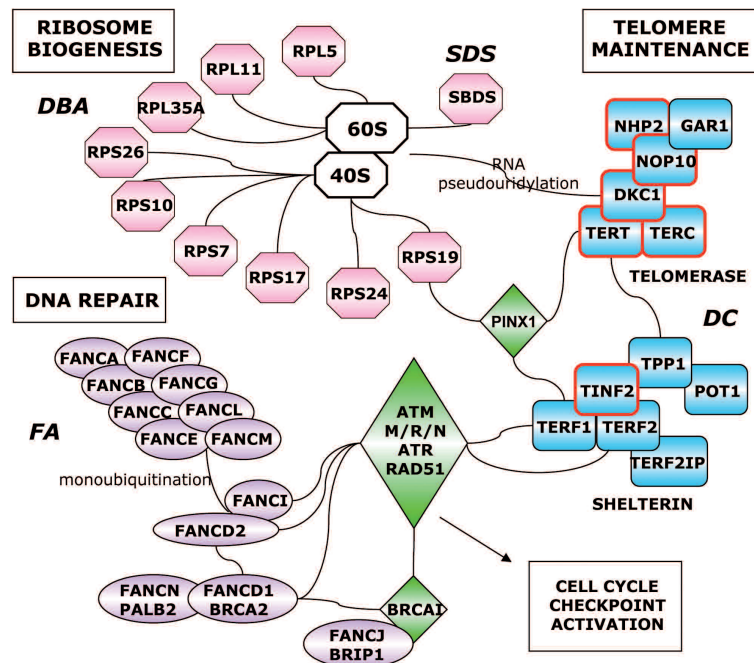 RIBOSOME
BIOGENESIS
TELOMERE
MAINTENANCE
RPL5
SDS
RPL11
SBDS
DBA
RPL35A
60S
NHP2
GAR1
RPS26
40S
RNA
pseudouridylation
NOP10
DKC1
RPS10
TERT
TERC
RPS7
RPS17
RPS24
RPS19
TELOMERASE
DNA REPAIR
PINX1
DC
FANCA
FANCF
FANCB
FANCG
FANCC
FANCL
FANCE
FANCM
FA
monoubiquitination
TPP1
TINF2
POT1
TERF1
TERF2
TERF2IP
SHELTERIN
ATM
M/R/N
ATR
RAD51
FANCI
FANCD2
FANCN
PALB2
FANCD1
BRCA2
BRCAI
FANCJ
BRIP1
CELL CYCLE
CHECKPOINT
ACTIVATION